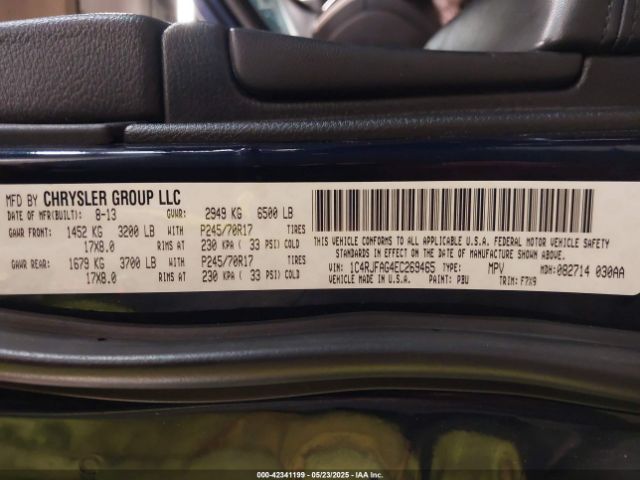 MFD BY CHRYSLER GROUP LLC
DATE OF MFR(BUILT): 8-13 GVWR: 2949 KG 6500 LB
GAWR FRONT: 1452 KG 3200 LB WITH P245/70R17 TIRES
17X8.0 RIMS AT 230 KPA ( 33 PSI) COLD
GAWR REAR: 1679 KG 3700 LB WITH P245/70R17 TIRES
17X8.0 RIMS AT 230 KPA ( 33 PSI) COLD
THIS VEHICLE CONFORMS TO ALL APPLICABLE U.S.A. FEDERAL MOTOR VEHICLE SAFETY
STANDARDS IN EFFECT ON THE DATE OF MANUFACTURE SHOWN ABOVE.
VIN: 1C4RJFAG4EC269465 TYPE: MPV MDH: 082714 030AA
VEHICLE MADE IN U.S.A. PAINT: PBU TRIM: F7X9
000-42341199 - 05/23/2025 - IAA Inc.